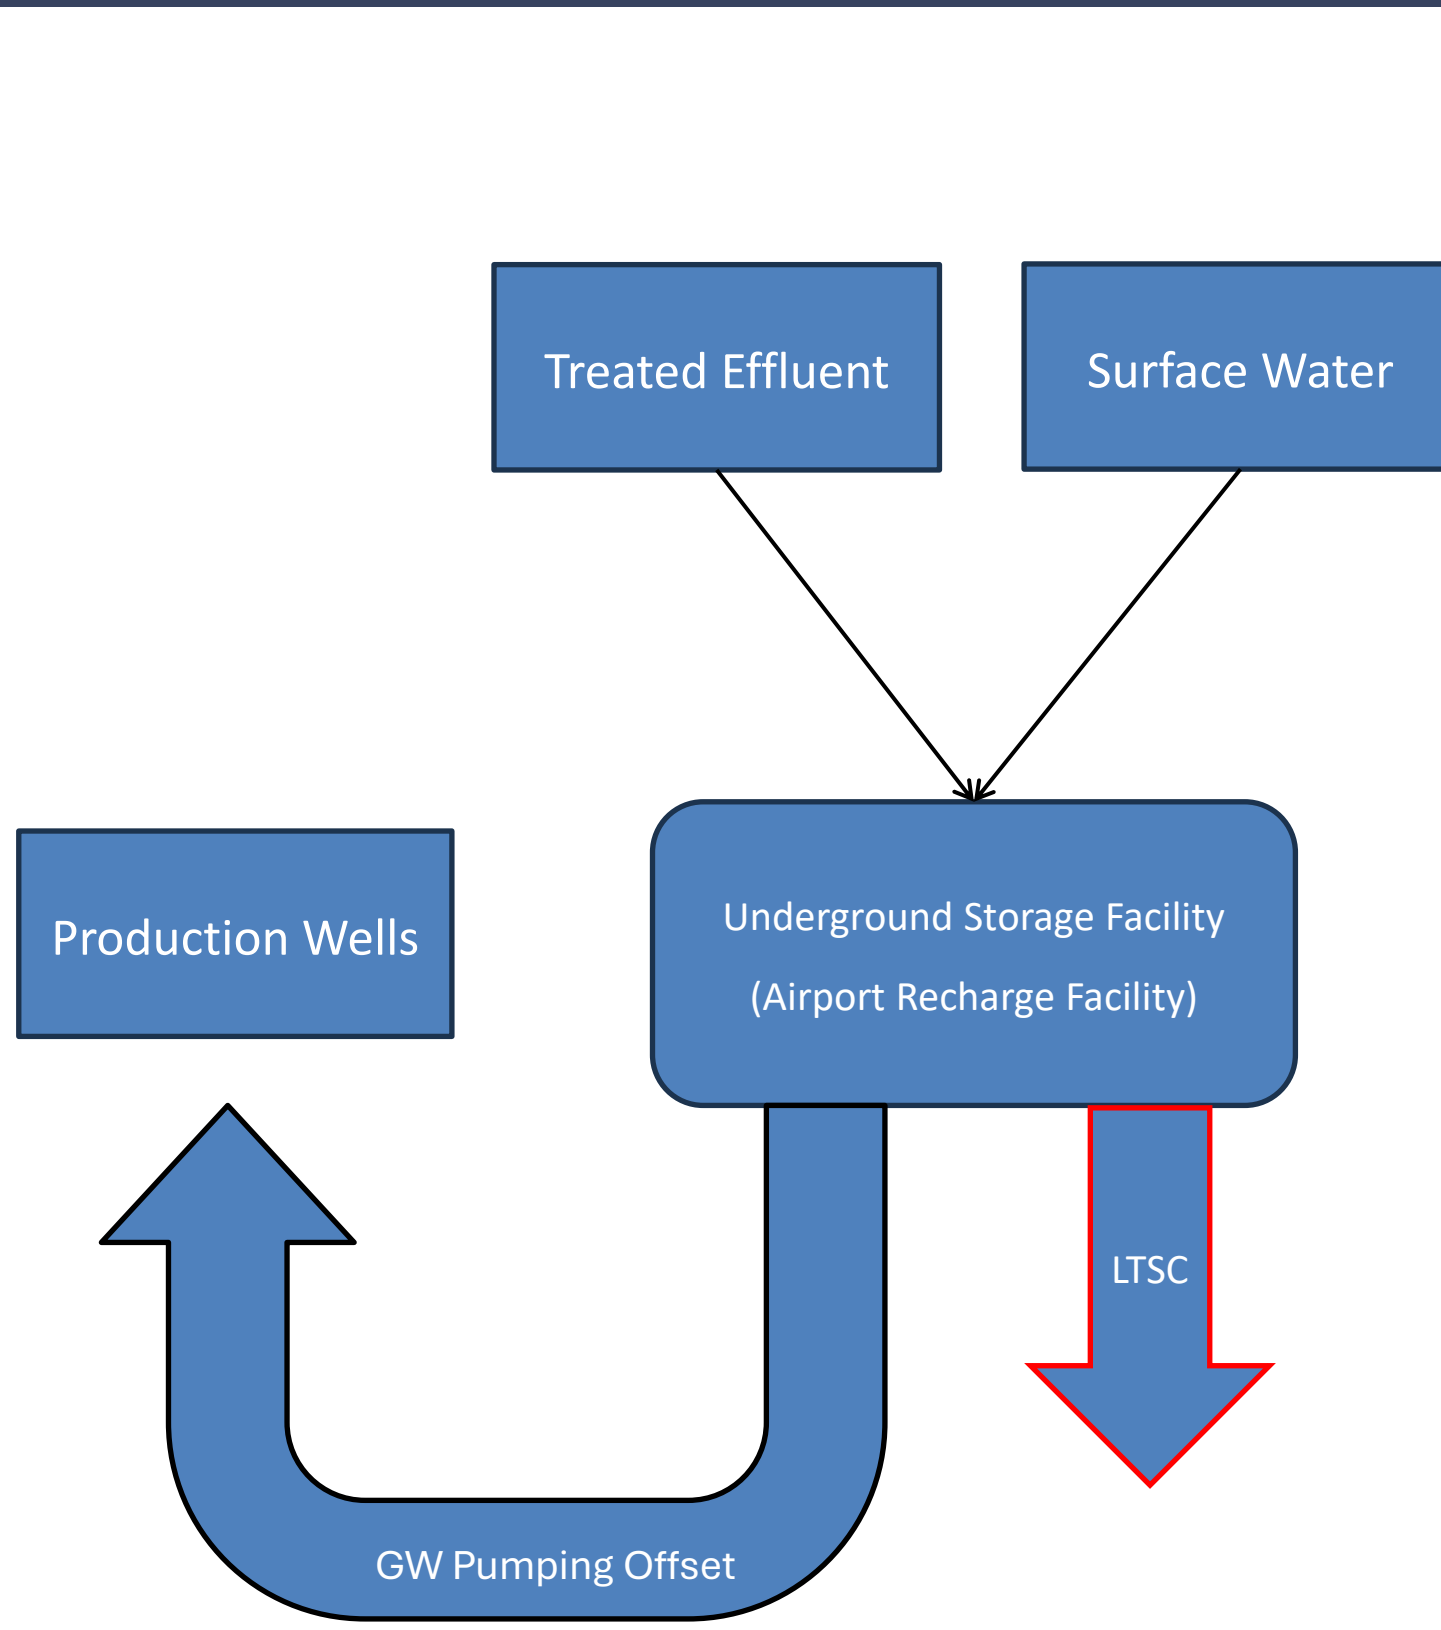 Treated Effluent
Surface Water
Production Wells
Underground Storage Facility
(Airport Recharge Facility)
LTSC
GW Pumping Offset